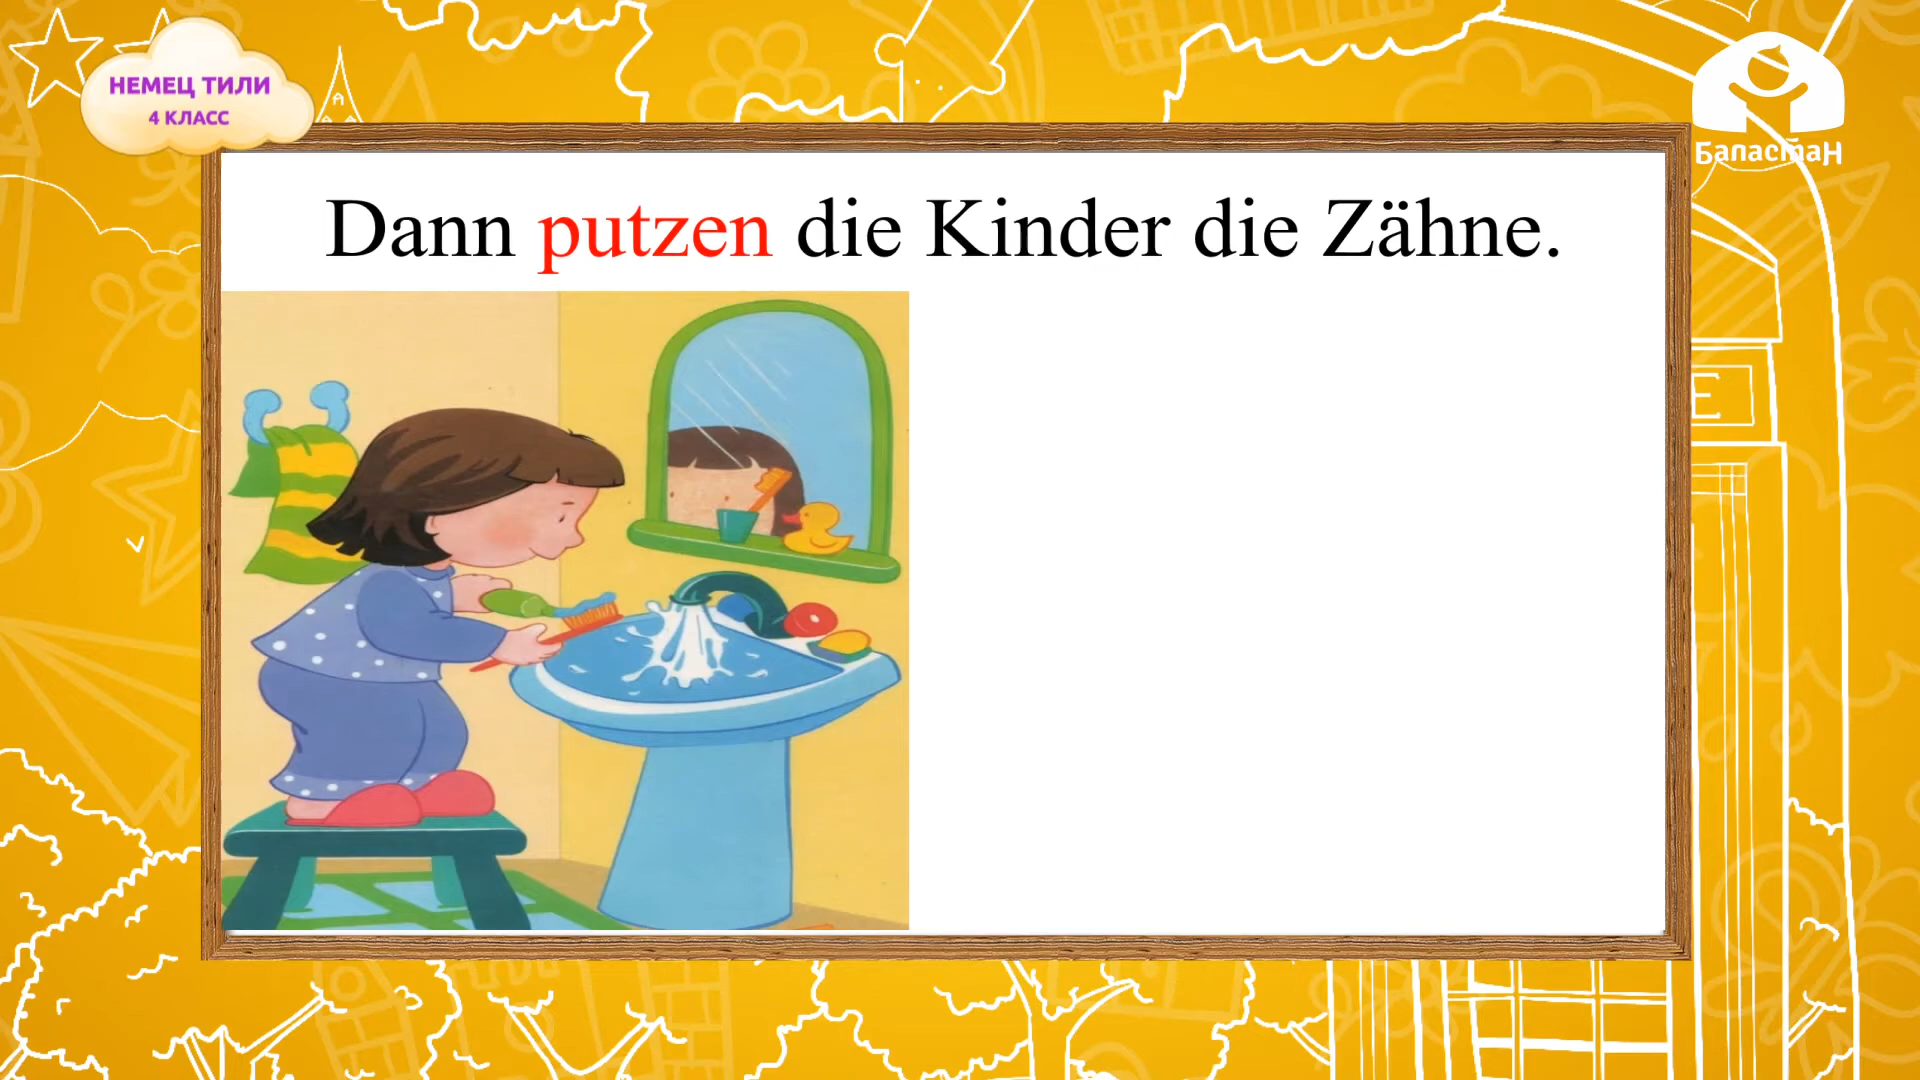 НЕМЕЦ ТИЛИ
4 КЛАСС
Баластан
Dann putzen die Kinder die Zähne.